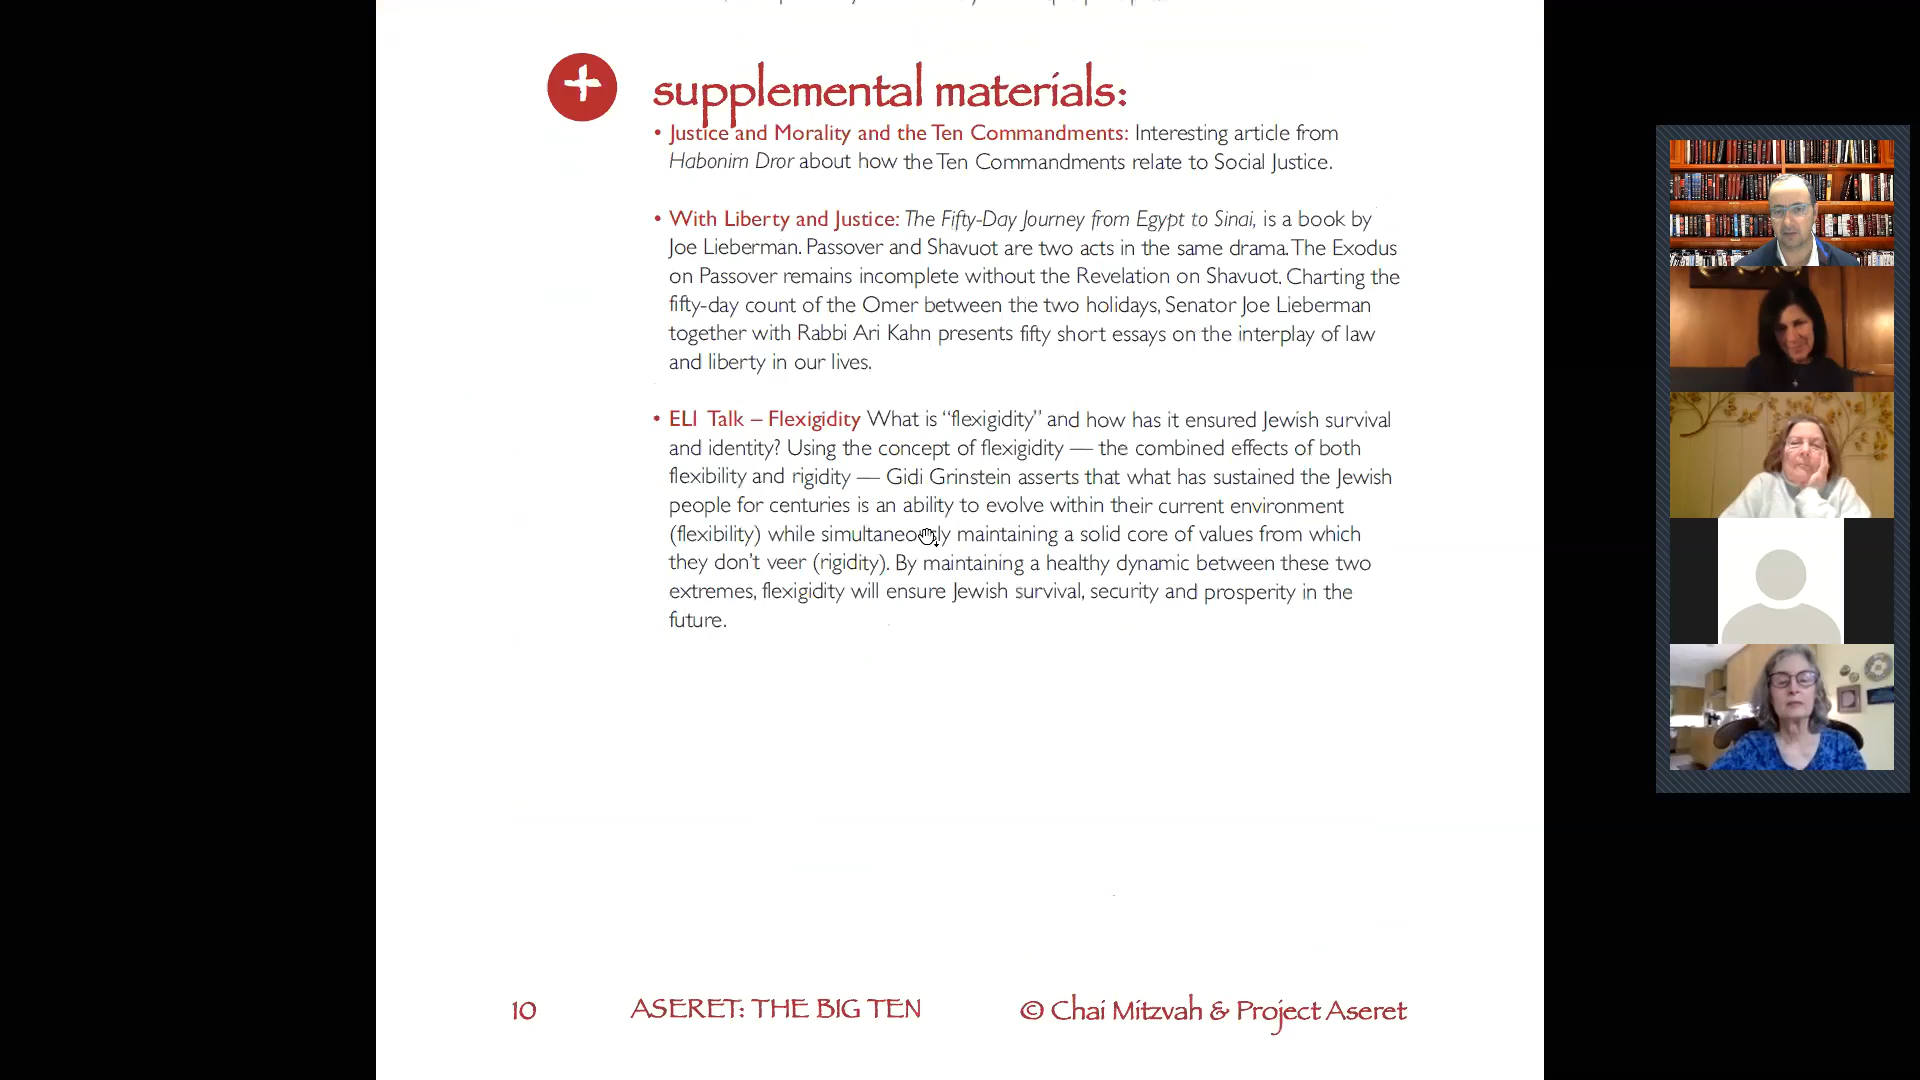 supplemental materials:
• Justice and Morality and the Ten Commandments: Interesting article from
Habonim Dror about how the Ten Commandments relate to Social Justice.
• With Liberty and Justice: The Fifty-Day Journey from Egypt to Sinai, is a book by
Joe Lieberman. Passover and Shavuot are two acts in the same drama. The Exodus
on Passover remains incomplete without the Revelation on Shavuot. Charting the
fifty-day count of the Omer between the two holidays, Senator Joe Lieberman
together with Rabbi Ari Kahn presents fifty short essays on the interplay of law
and liberty in our lives.
• ELI Talk – Flexigidity What is “flexigidity” and how has it ensured Jewish survival
and identity? Using the concept of flexigidity — the combined effects of both
flexibility and rigidity — Gidi Grinstein asserts that what has sustained the Jewish
people for centuries is an ability to evolve within their current environment
(flexibility) while simultaneously maintaining a solid core of values from which
they don't veer (rigidity). By maintaining a healthy dynamic between these two
extremes, flexigidity will ensure Jewish survival, security and prosperity in the
future.
10 ASERET: THE BIG TEN © Chai Mitzvah & Project Aseret